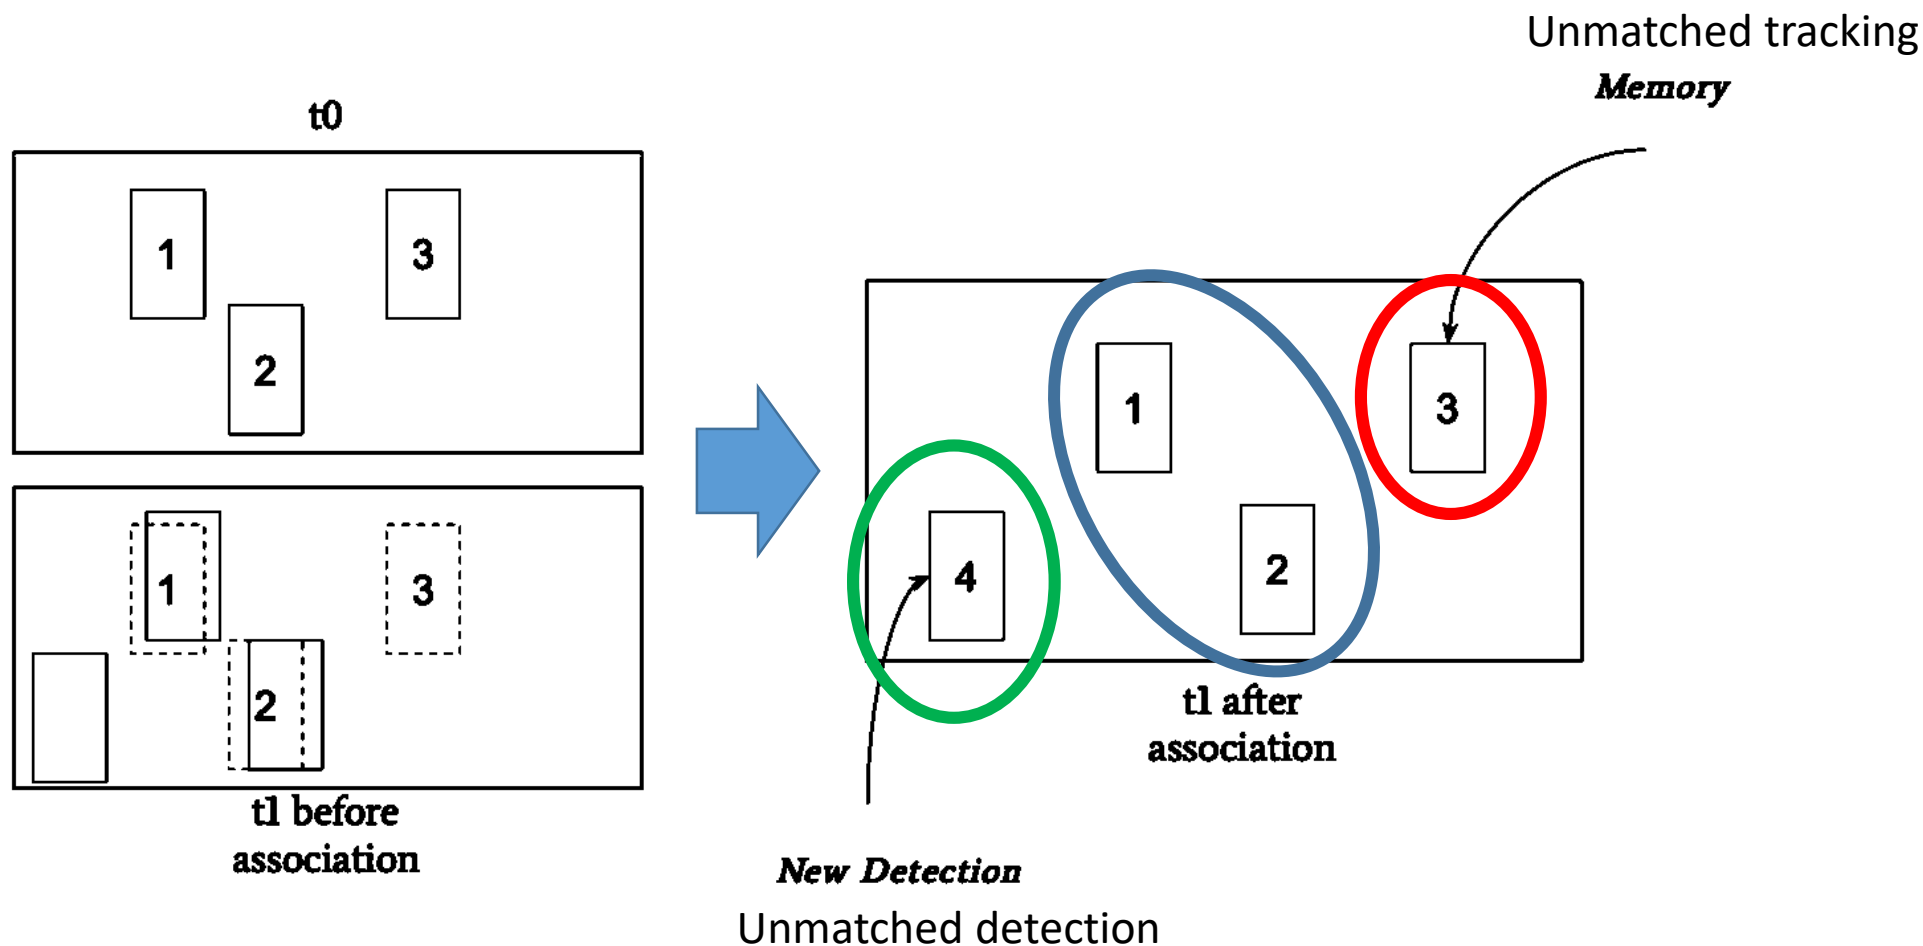 Unmatched tracking
Memory
t0
1
3
2
1
3
2
t1 before
association
1
3
4
2
t1 after
association
New Detection
Unmatched detection